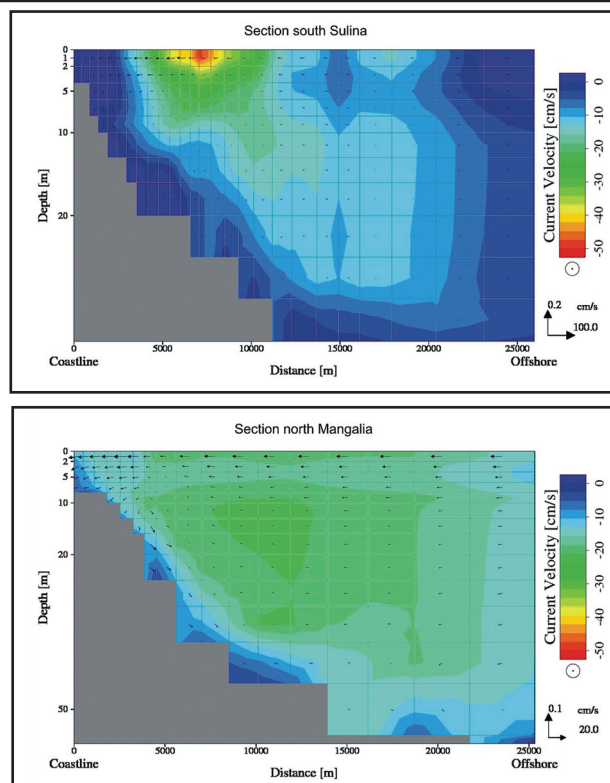 Section south Sulina
0
1
2
5
10
20
Depth [m]
0
5000
10000
15000
20000
26000
Coastline
Distance [m]
Offshore
Current Velocity [cm/s]
0
-10
-20
-30
-40
-50
0.2 cm/s
100.0
Section north Mangalia
0
2
5
10
20
50
Depth [m]
0
5000
10000
15000
20000
25300
Coastline
Distance [m]
Offshore
Current Velocity [cm/s]
0
-10
-20
-30
-40
-50
0.1 cm/s
20.0